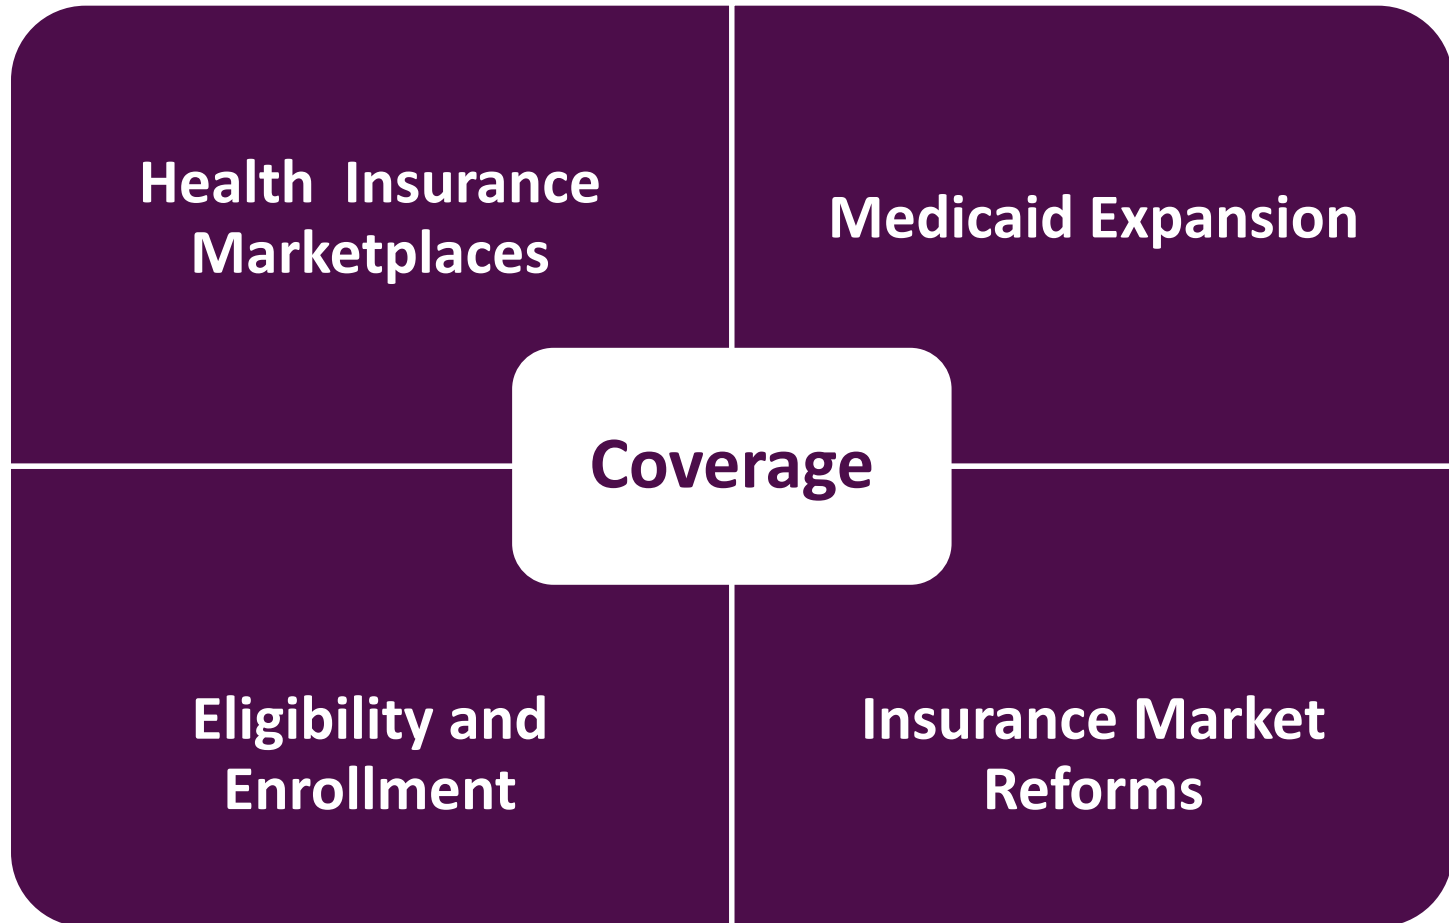 Health  Insurance
Marketplaces
Medicaid Expansion
Coverage
Eligibility and
Enrollment
Insurance Market
Reforms